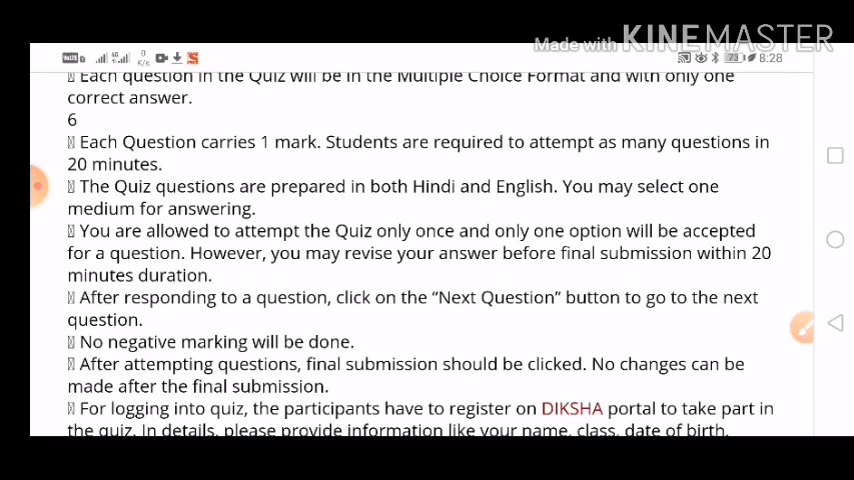 Made with KINEMASTER
VoLTE 4G 0 K/s 73 8:28
Each question in the Quiz will be in the Multiple Choice Format and with only one
correct answer.
6
Each Question carries 1 mark. Students are required to attempt as many questions in
20 minutes.
The Quiz questions are prepared in both Hindi and English. You may select one
medium for answering.
You are allowed to attempt the Quiz only once and only one option will be accepted
for a question. However, you may revise your answer before final submission within 20
minutes duration.
After responding to a question, click on the “Next Question” button to go to the next
question.
No negative marking will be done.
After attempting questions, final submission should be clicked. No changes can be
made after the final submission.
For logging into quiz, the participants have to register on DIKSHA portal to take part in
the quiz. In details, please provide information like your name, class, date of birth,